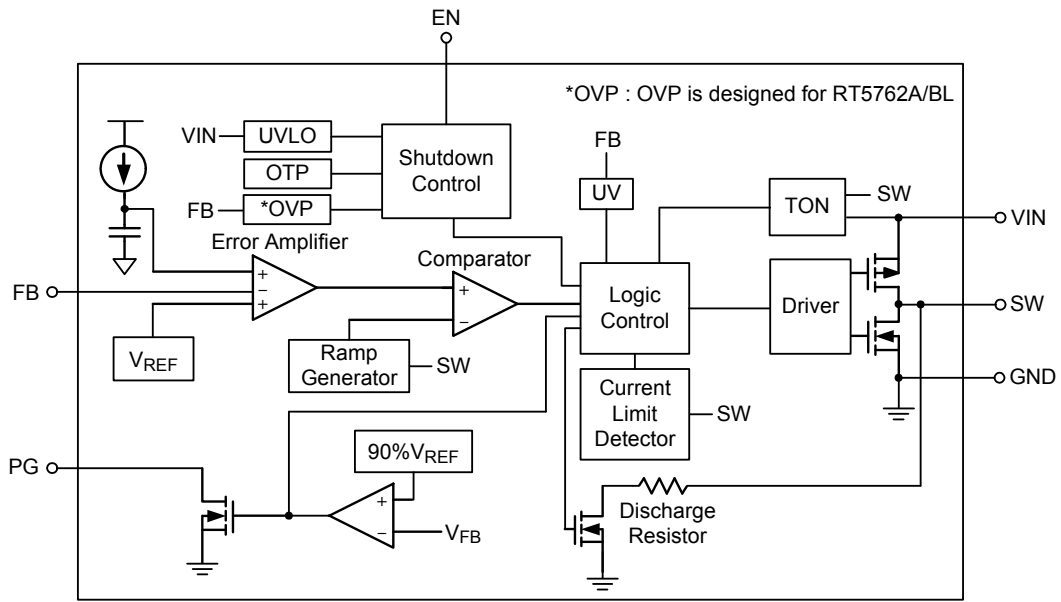 EN
*OVP : OVP is designed for RT5762A/BL
VIN
UVLO
OTP
FB
*OVP
Shutdown
Control
FB
UV
TON
SW
VIN
Error Amplifier
Comparator
FB
+
−
+
+
−
Logic
Control
Driver
SW
VREF
Ramp
Generator
SW
Current
Limit
Detector
SW
GND
PG
90%VREF
+
−
VFB
Discharge
Resistor